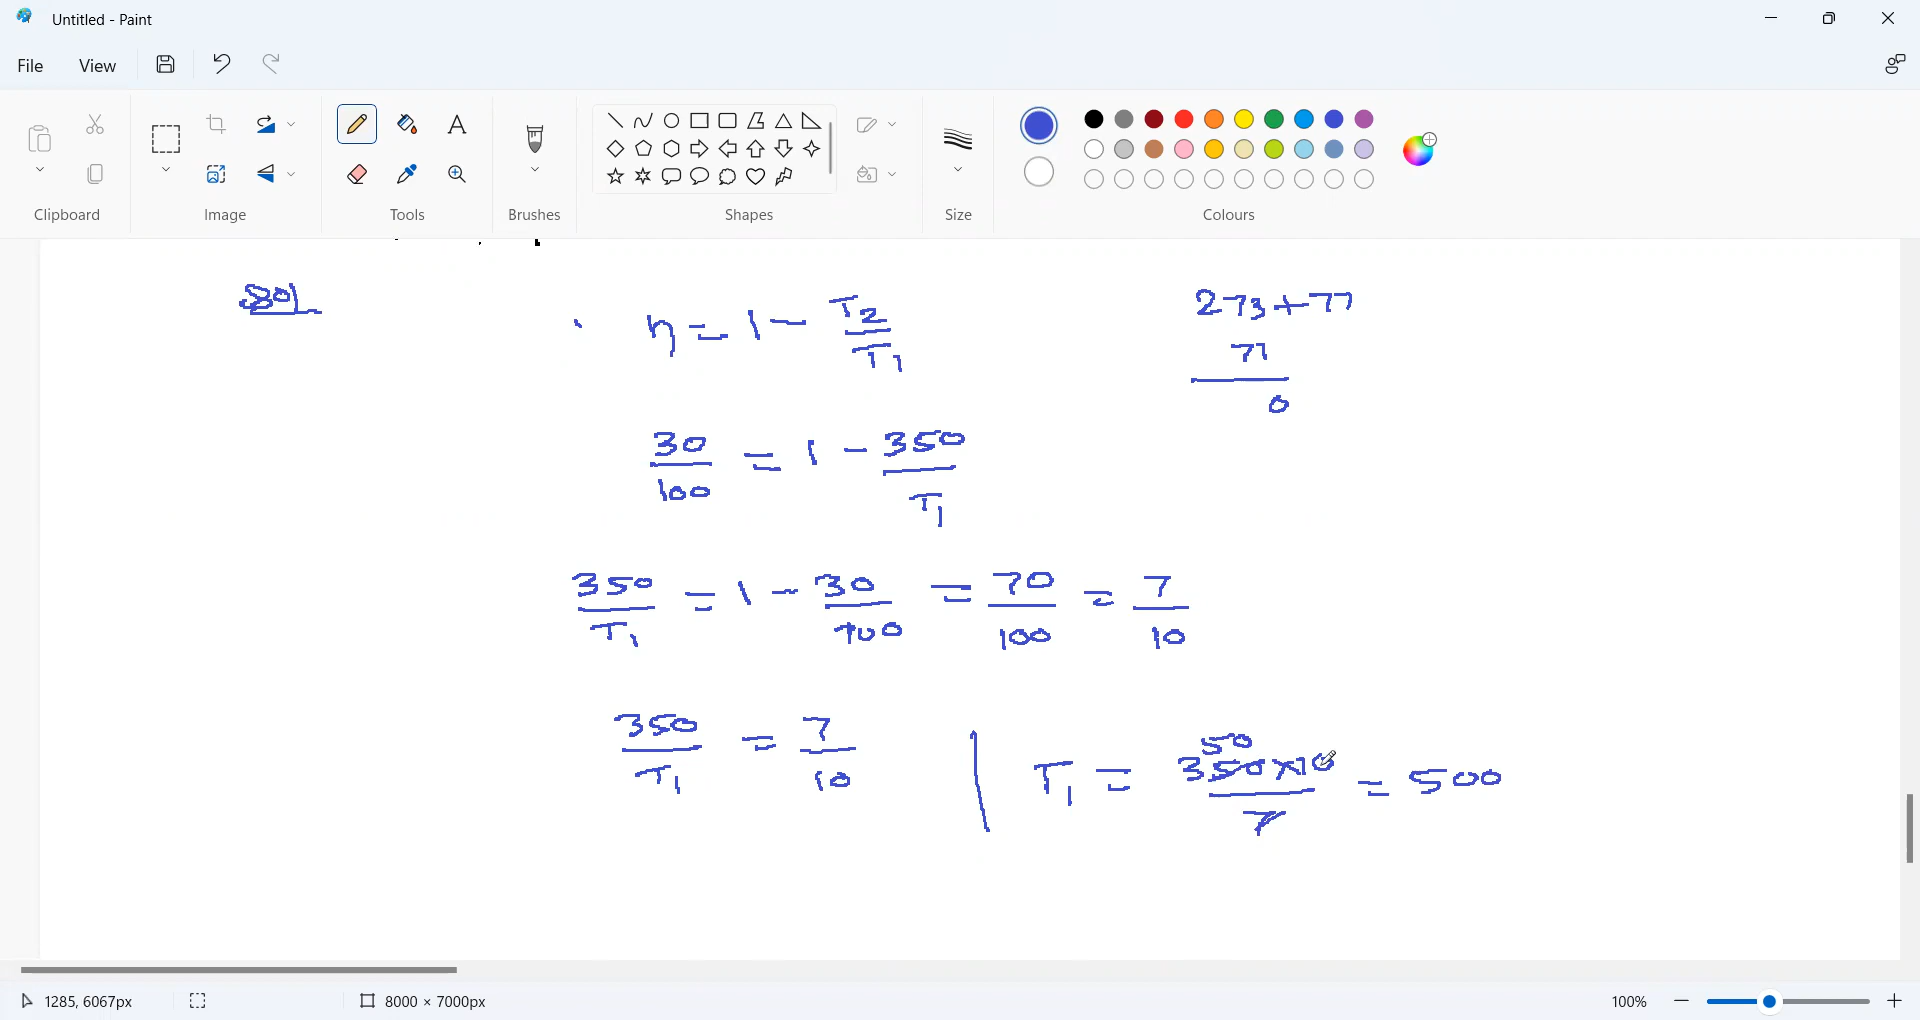 Untitled - Paint
File View
Clipboard Image Tools Brushes Shapes Size Colours
Sol
η = 1 - T2/T1
273+77
77
0
30/100 = 1 - 350/T1
350/T1 = 1 - 30/100 = 70/100 = 7/10
350/T1 = 7/10 | T1 = 350×10/7 = 500
50
1285, 6067px 8000 × 7000px 100%